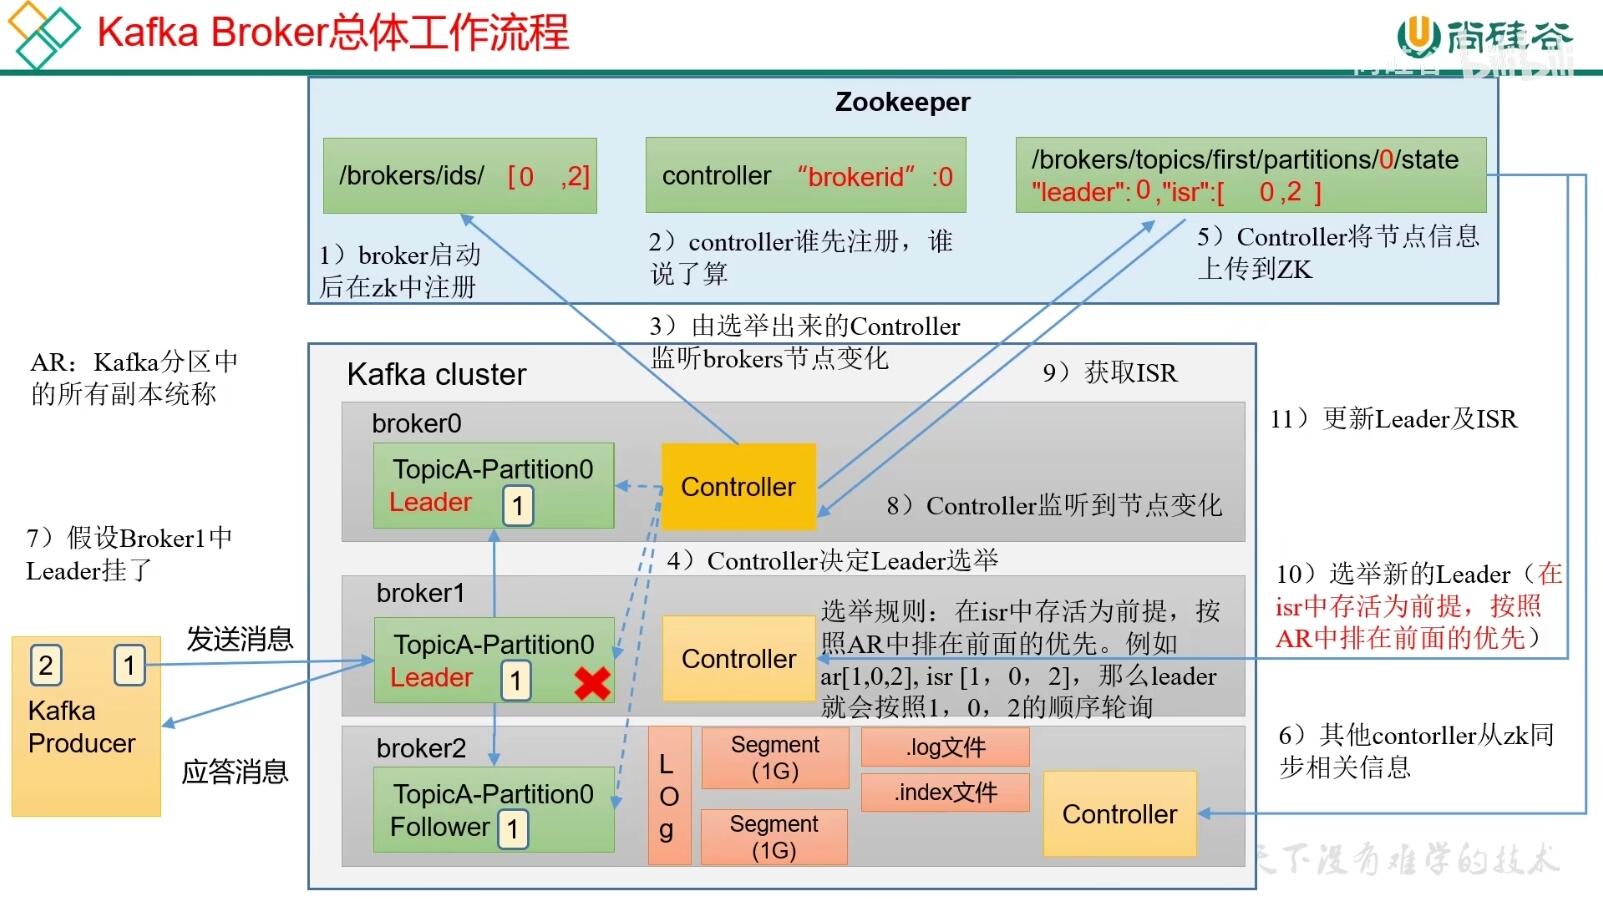 Kafka Broker总体工作流程
尚硅谷
bilibili
Zookeeper
/brokers/ids/ [0 ,2]
controller “brokerid” :0
/brokers/topics/first/partitions/0/state
"leader": 0 ,"isr":[ 0 ,2 ]
1）broker启动
后在zk中注册
2）controller谁先注册，谁
说了算
5）Controller将节点信息
上传到ZK
3）由选举出来的Controller
监听brokers节点变化
AR：Kafka分区中
的所有副本统称
Kafka cluster
9）获取ISR
broker0
11）更新Leader及ISR
TopicA-Partition0
Leader 1
Controller
8）Controller监听到节点变化
7）假设Broker1中
Leader挂了
4）Controller决定Leader选举
broker1
10）选举新的Leader（在
isr中存活为前提，按照
AR中排在前面的优先）
选举规则：在isr中存活为前提，按
照AR中排在前面的优先。例如
ar[1,0,2], isr [1，0，2]，那么leader
就会按照1，0，2的顺序轮询
TopicA-Partition0
Leader 1
Controller
发送消息
2 1
Kafka
Producer
应答消息
broker2
TopicA-Partition0
Follower 1
LOg
Segment
(1G)
.log文件
.index文件
Segment
(1G)
Controller
6）其他contorller从zk同
步相关信息
天下没有难学的技术